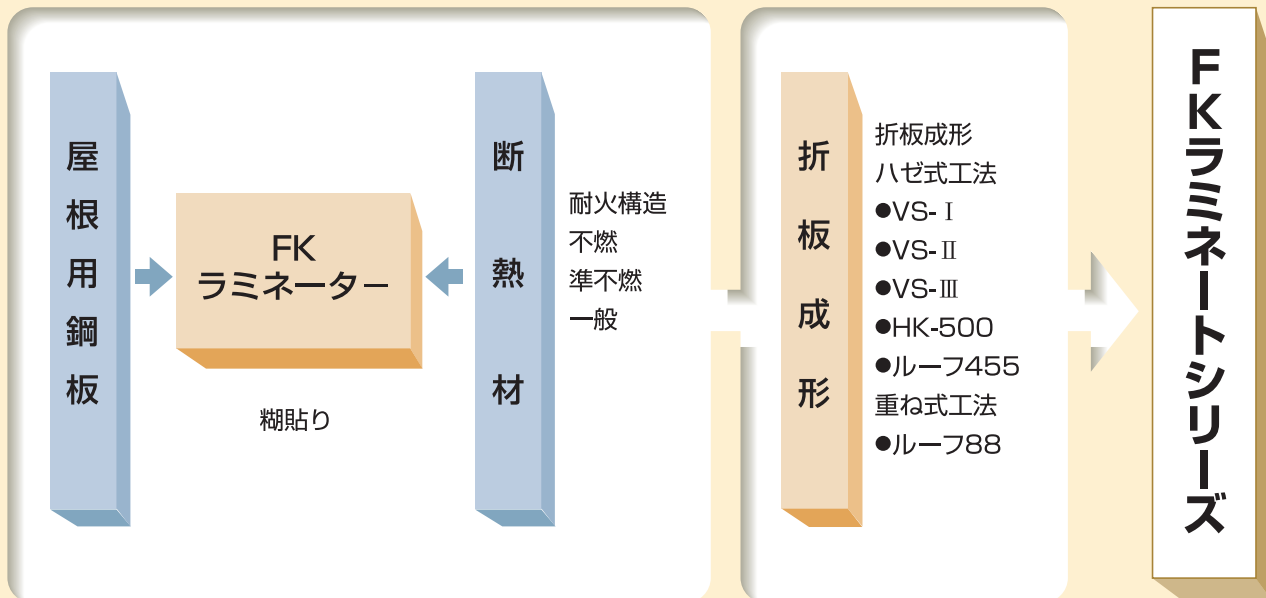 屋根用鋼板
FK
ラミネーター
糊貼り
断熱材
耐火構造
不燃
準不燃
一般
折板成形
折板成形
ハゼ式工法
●VS-Ⅰ
●VS-Ⅱ
●VS-Ⅲ
●HK-500
●ルーフ455
重ね式工法
●ルーフ88
FKラミネートシリーズ